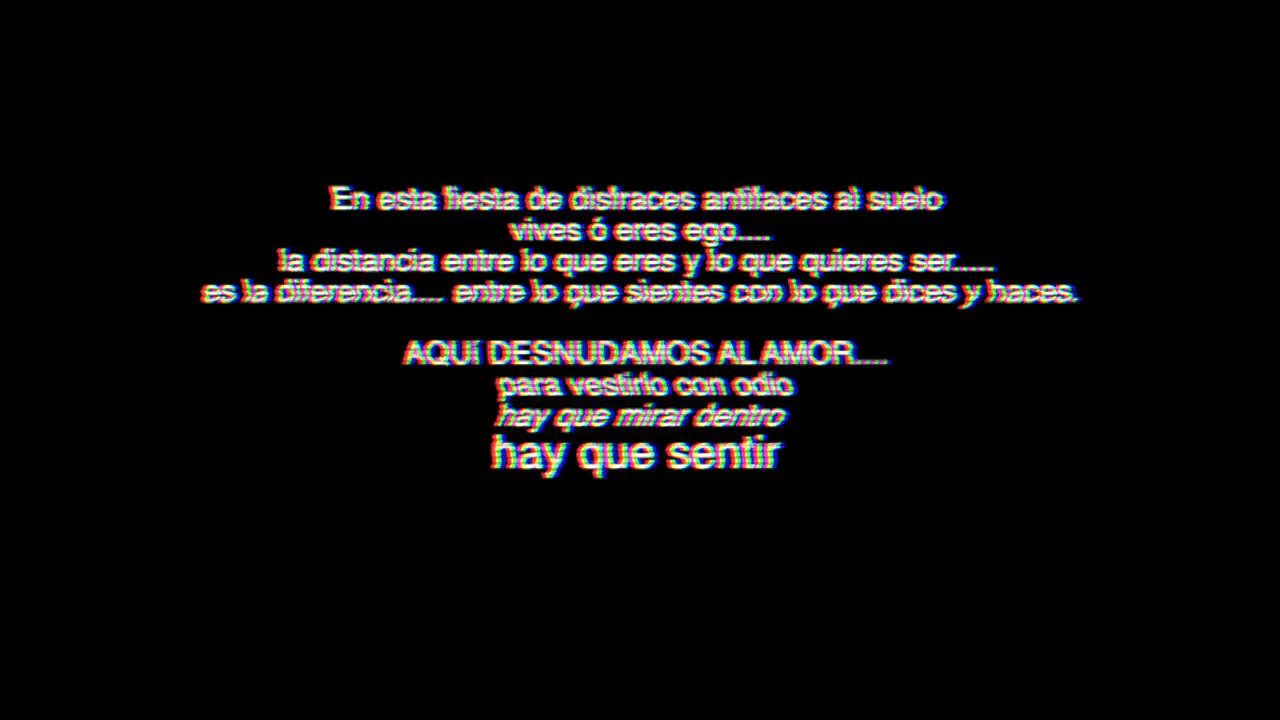 En esta fiesta de disfraces antifaces al suelo
vives ó eres ego.....
la distancia entre lo que eres y lo que quieres ser......
es la diferencia.... entre lo que sientes con lo que dices y haces.
AQUí DESNUDAMOS AL AMOR....
para vestirlo con odio
hay que mirar dentro
hay que sentir